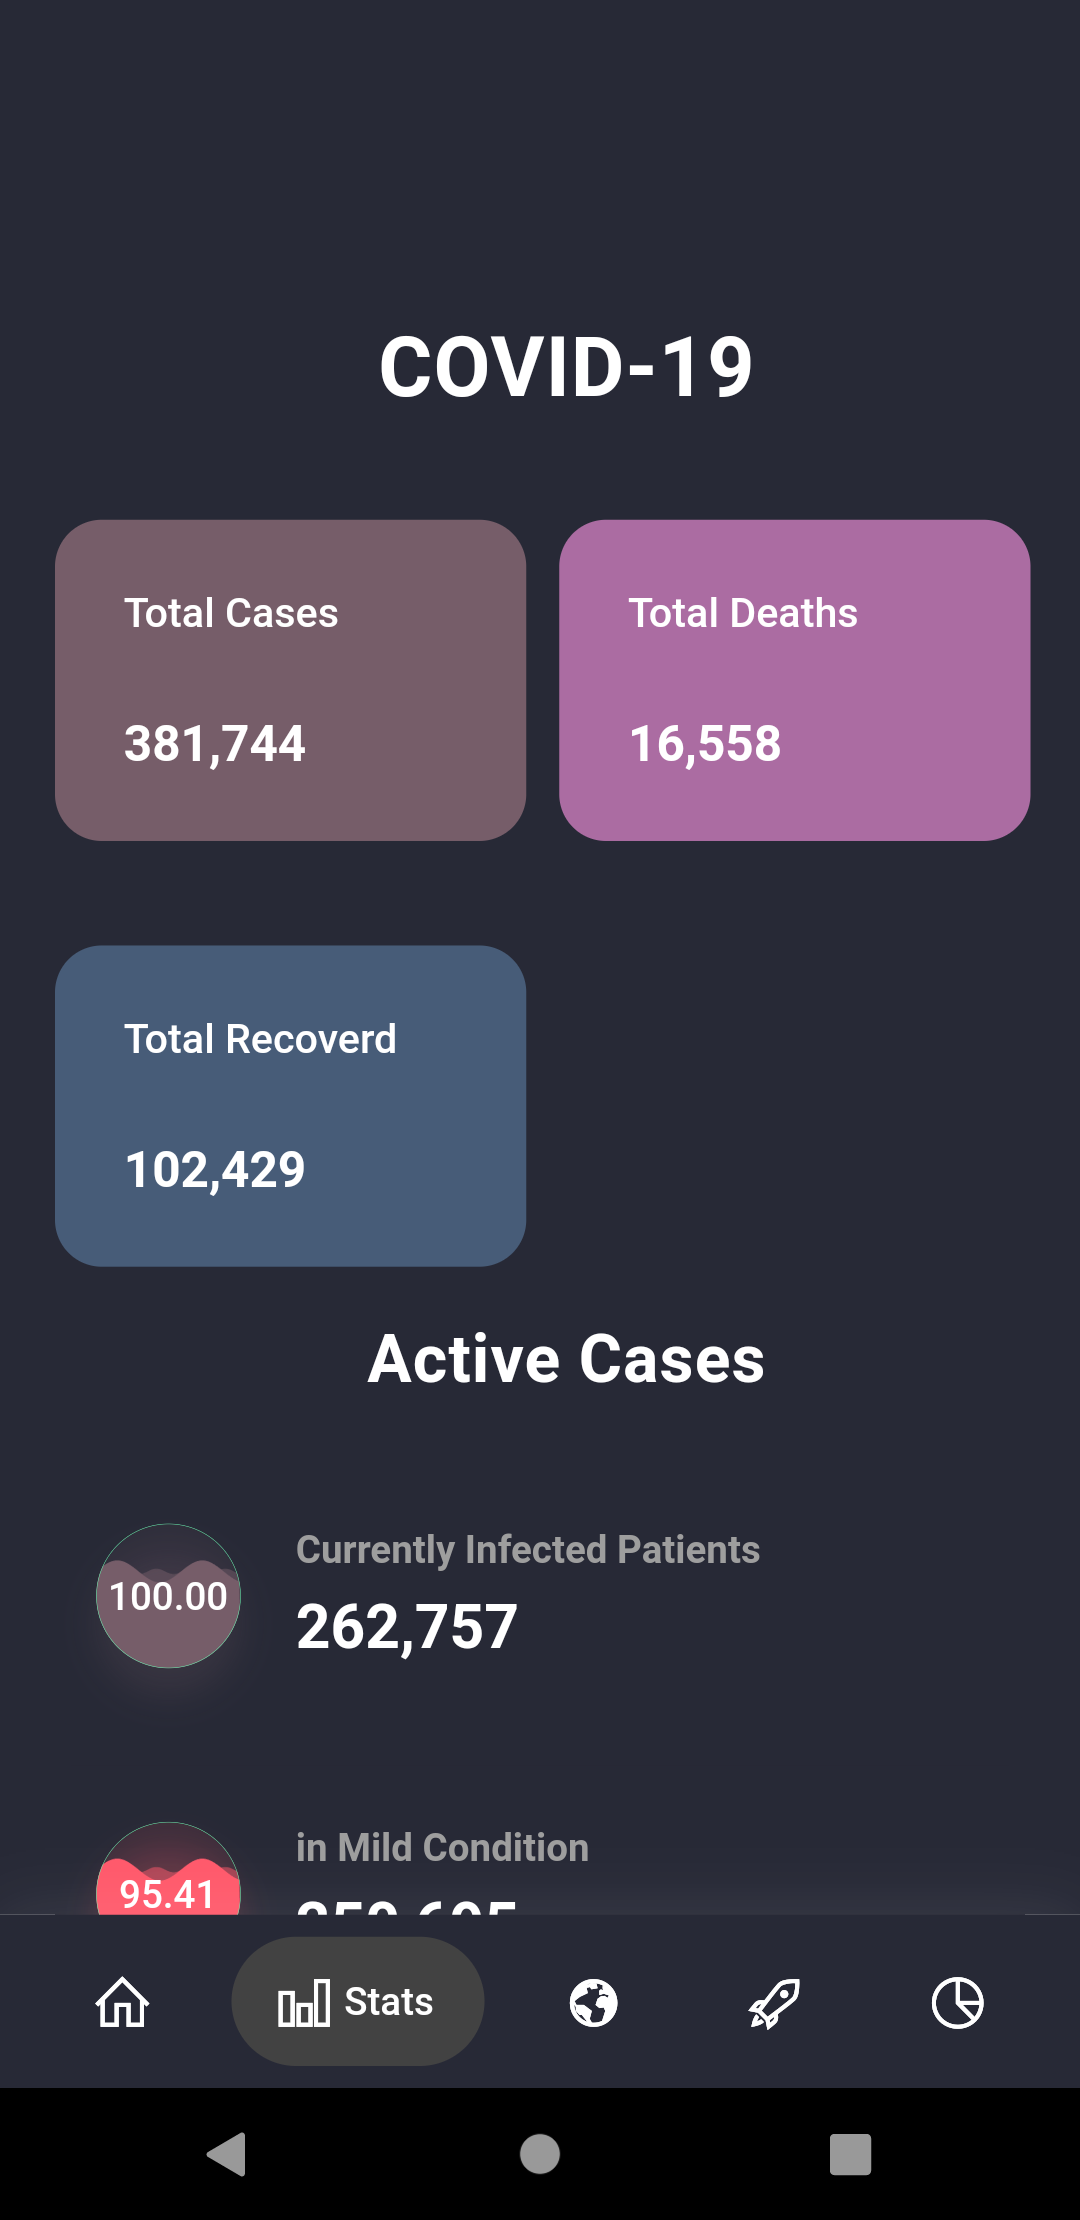 COVID-19
Total Cases
381,744
Total Deaths
16,558
Total Recoverd
102,429
Active Cases
100.00
Currently Infected Patients
262,757
95.41
in Mild Condition
Stats